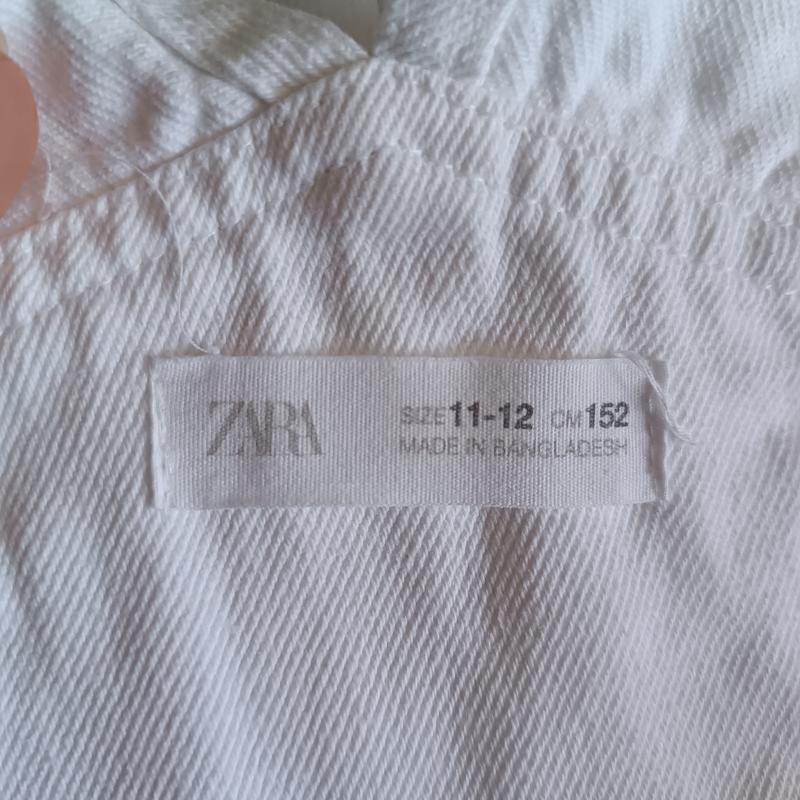 ZARA
SIZE 11-12 CM 152
MADE IN BANGLADESH